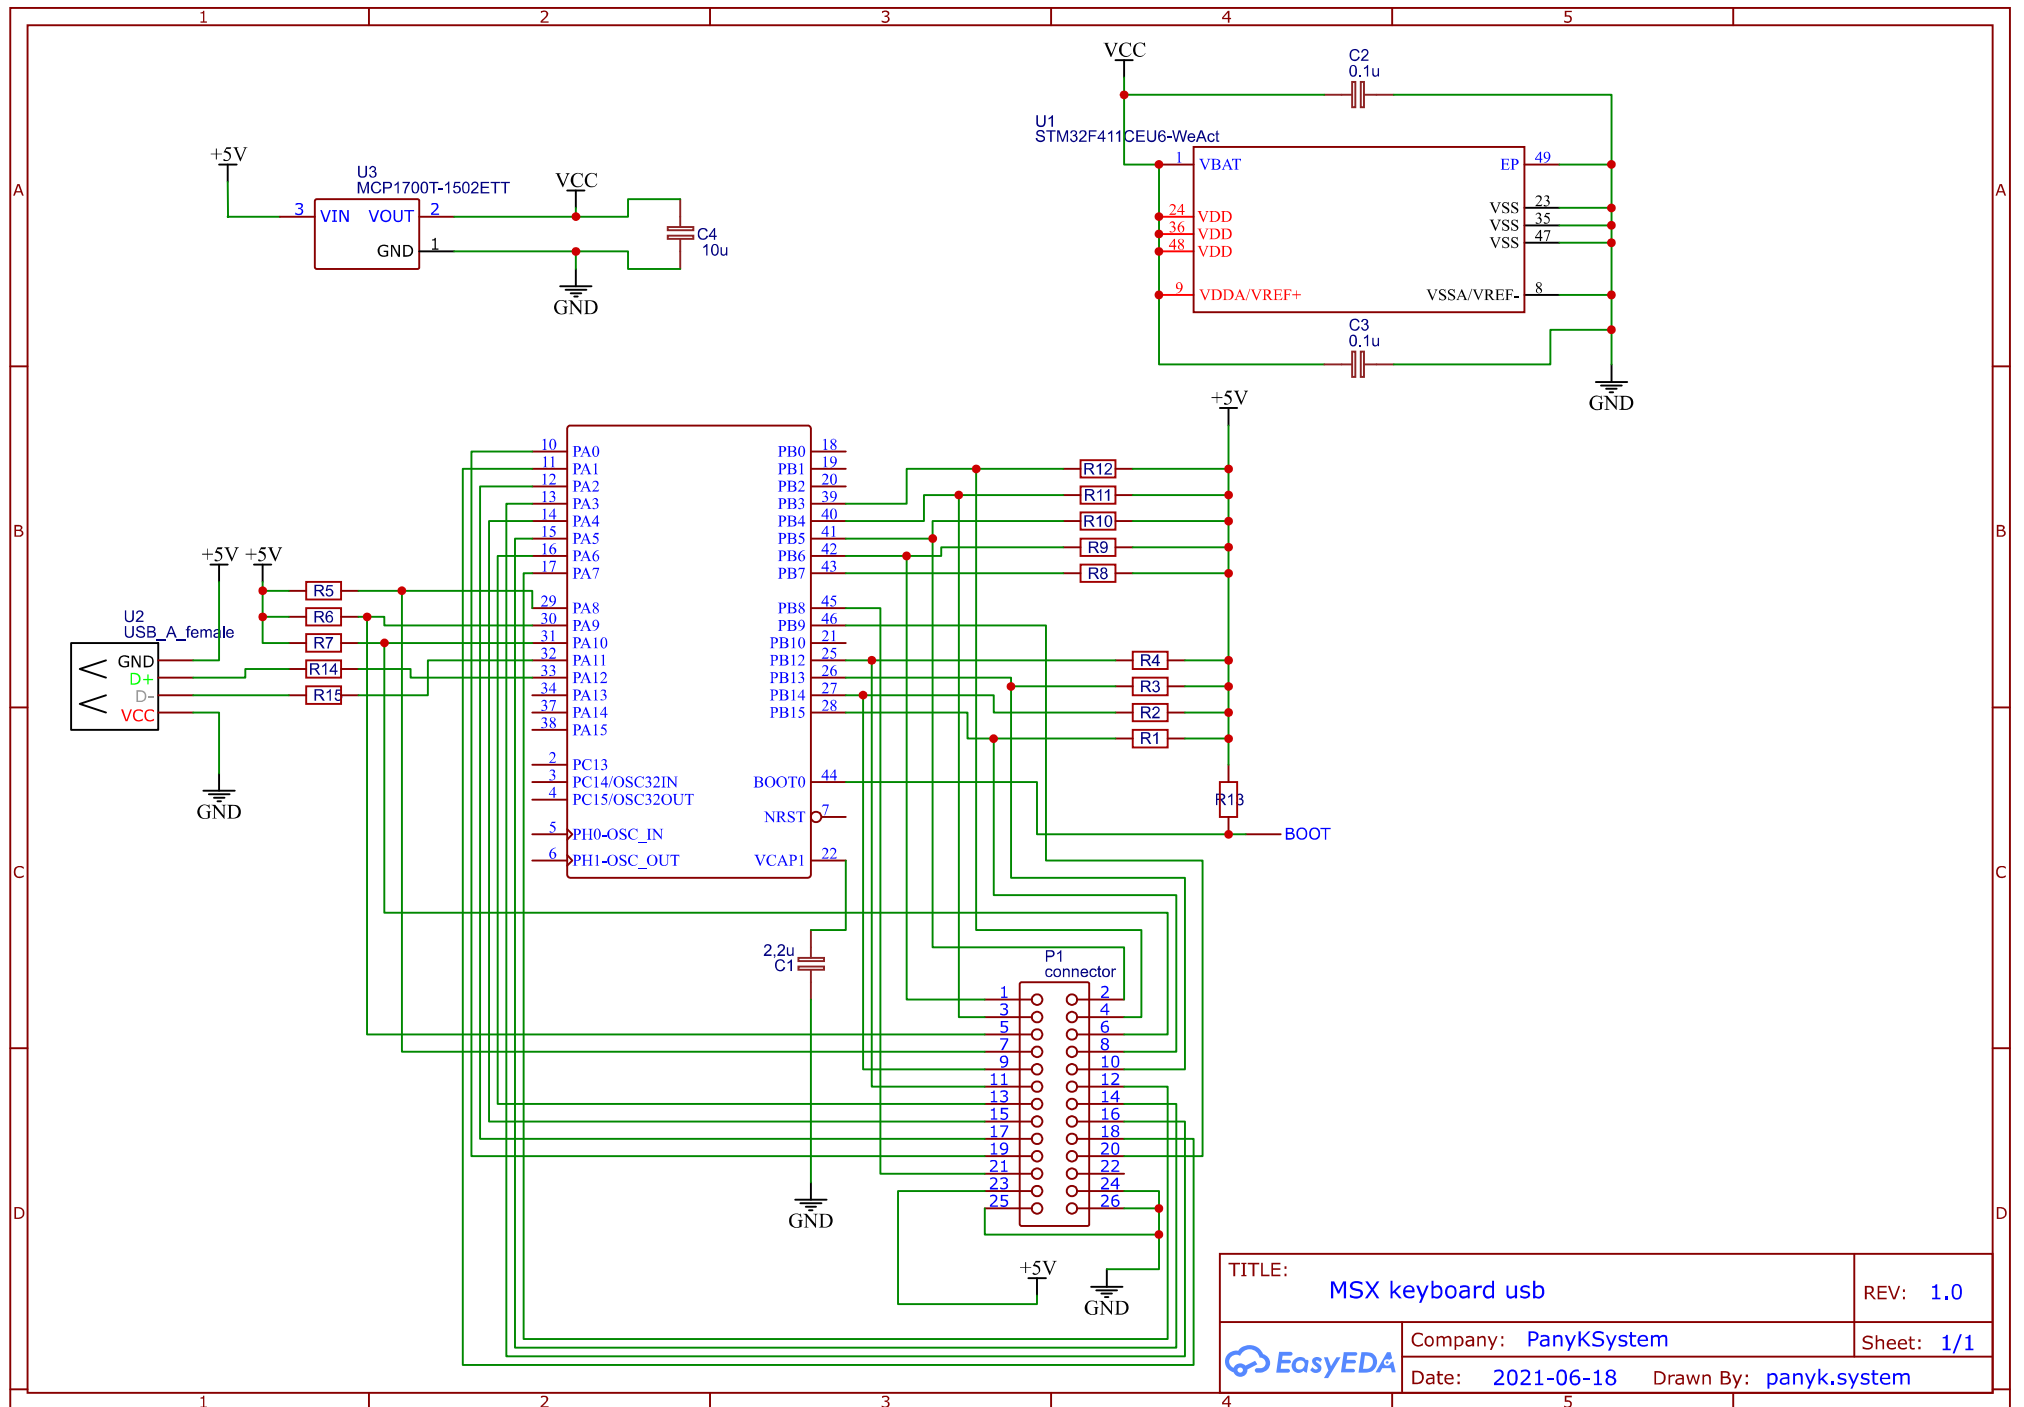 1 2 3 4 5
A
B
C
D
A
B
C
D
1 2 3 4 5
+5V
U3
MCP1700T-1502ETT
3 VIN VOUT 2
GND 1
VCC
GND
C4
10u
VCC
C2
0.1u
U1
STM32F411CEU6-WeAct
1 VBAT EP 49
24 VDD VSS 23
36 VDD VSS 35
48 VDD VSS 47
9 VDDA/VREF+ VSSA/VREF- 8
C3
0.1u
GND
+5V
10 PA0 PB0 18
11 PA1 PB1 19
12 PA2 PB2 20
13 PA3 PB3 39
14 PA4 PB4 40
15 PA5 PB5 41
16 PA6 PB6 42
17 PA7 PB7 43
29 PA8 PB8 45
30 PA9 PB9 46
31 PA10 PB10 21
32 PA11 PB12 25
33 PA12 PB13 26
34 PA13 PB14 27
37 PA14 PB15 28
38 PA15
2 PC13
3 PC14/OSC32IN BOOT0 44
4 PC15/OSC32OUT
NRST 7
5 PH0-OSC_IN
6 PH1-OSC_OUT VCAP1 22
R12
R11
R10
R9
R8
R4
R3
R2
R1
R13
BOOT
+5V +5V
R5
R6
R7
R14
R15
U2
USB_A_female
GND
D+
D-
VCC
GND
2,2u
C1
GND
P1
connector
1 2
3 4
5 6
7 8
9 10
11 12
13 14
15 16
17 18
19 20
21 22
23 24
25 26
+5V
GND
TITLE:
MSX keyboard usb
REV: 1.0
EasyEDA
Company: PanyKSystem
Sheet: 1/1
Date: 2021-06-18 Drawn By: panyk.system